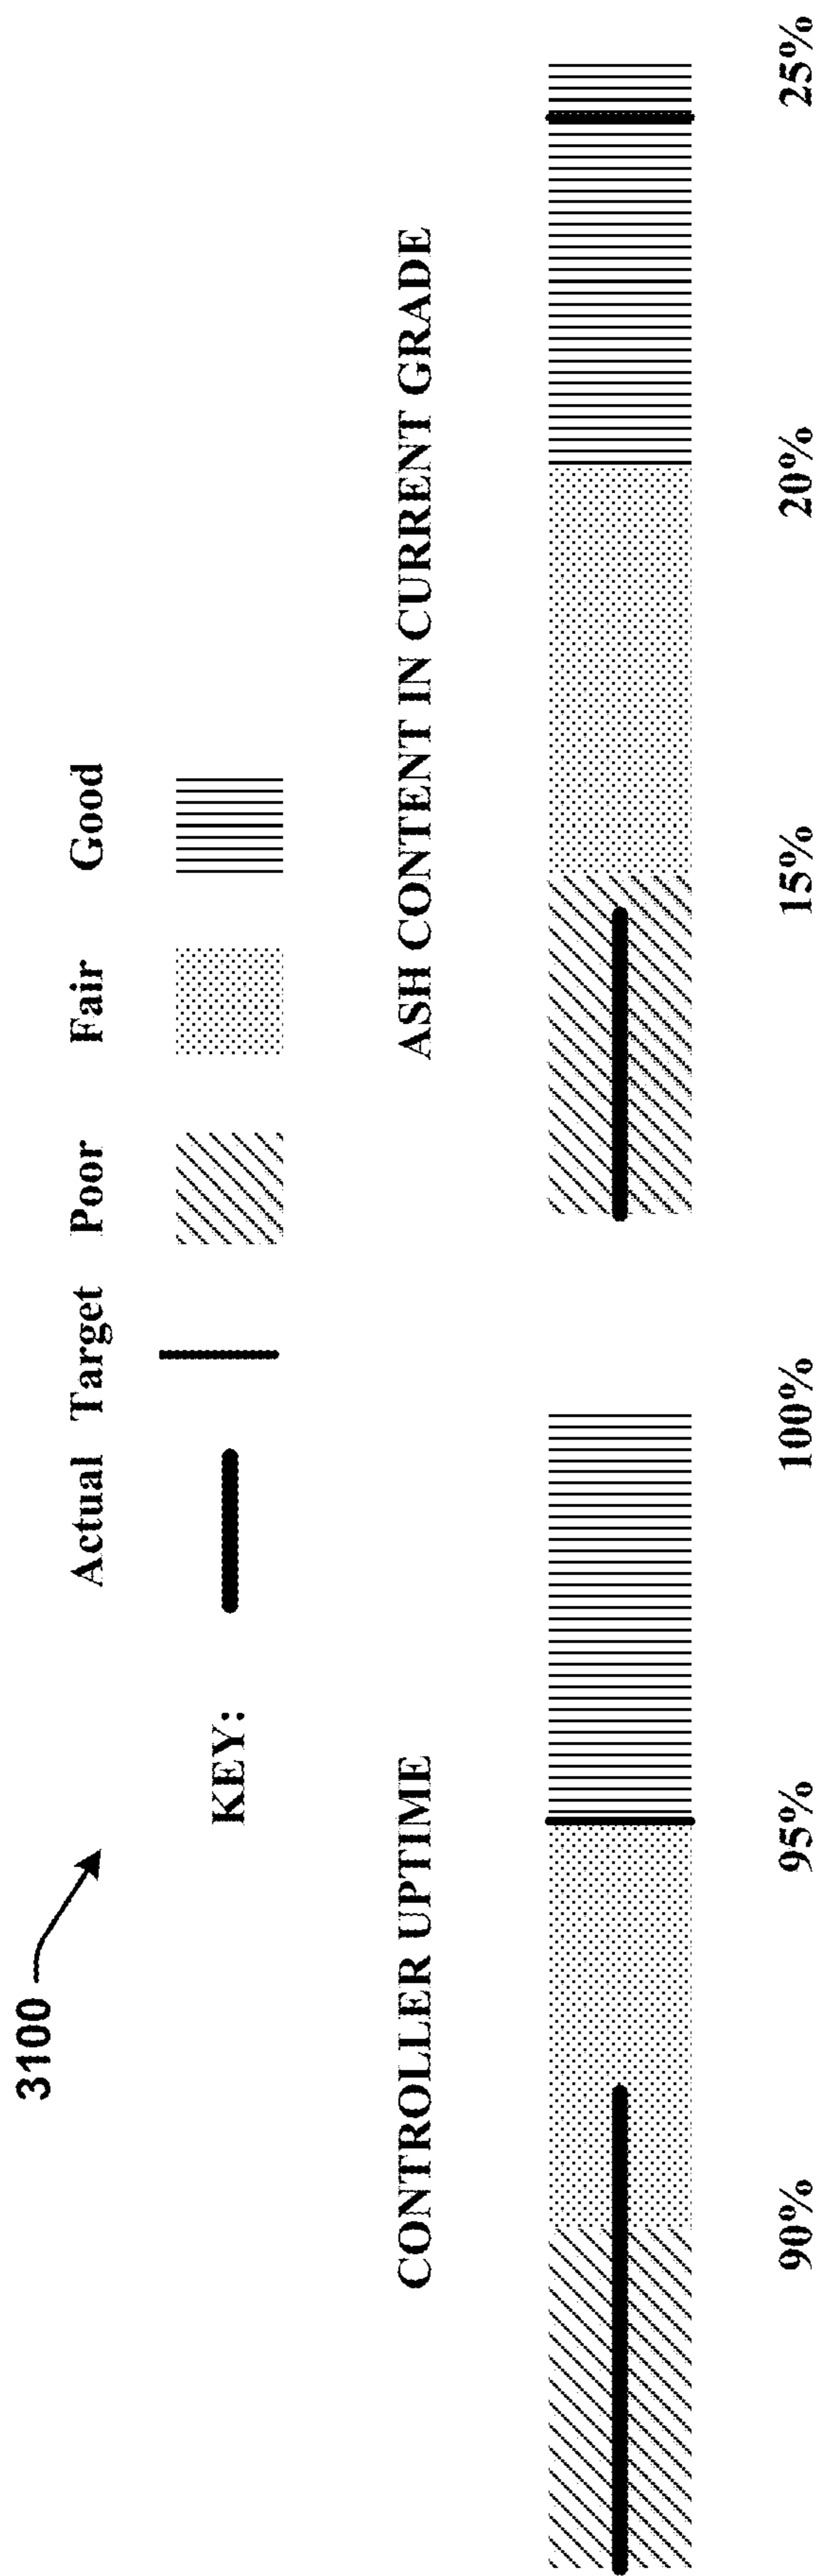 3100
Actual Target Poor Fair Good
KEY:
CONTROLLER UPTIME
ASH CONTENT IN CURRENT GRADE
90% 95% 100% 15% 20% 25%